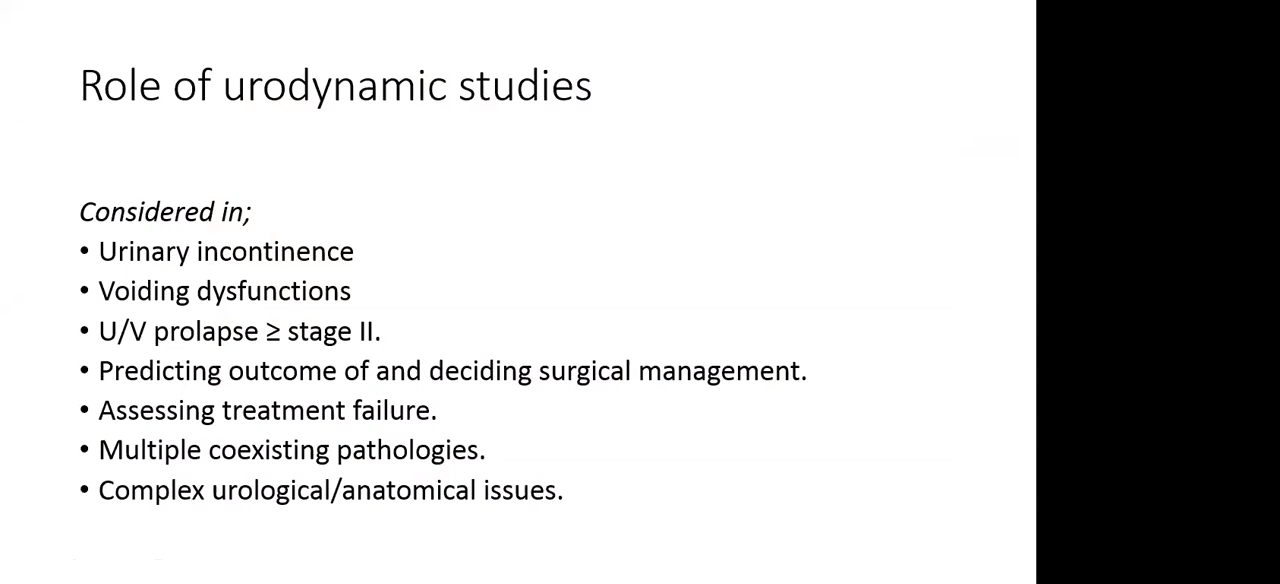 Role of urodynamic studies
Considered in;
• Urinary incontinence
• Voiding dysfunctions
• U/V prolapse ≥ stage II.
• Predicting outcome of and deciding surgical management.
• Assessing treatment failure.
• Multiple coexisting pathologies.
• Complex urological/anatomical issues.